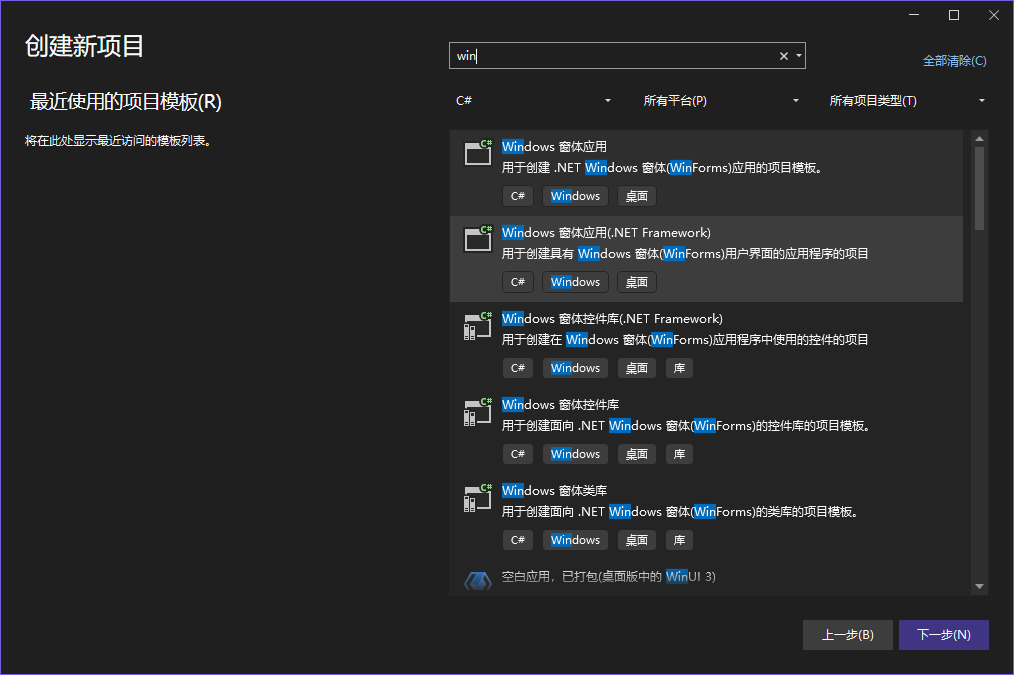 创建新项目
win
全部清除(C)
最近使用的项目模板(R)
将在此处显示最近访问的模板列表。
C#
所有平台(P)
所有项目类型(T)
C#
Windows 窗体应用
用于创建 .NET Windows 窗体(WinForms)应用的项目模板。
C# Windows 桌面
C#
Windows 窗体应用(.NET Framework)
用于创建具有 Windows 窗体(WinForms)用户界面的应用程序的项目
C# Windows 桌面
C#
Windows 窗体控件库(.NET Framework)
用于创建在 Windows 窗体(WinForms)应用程序中使用的控件的项目
C# Windows 桌面 库
C#
Windows 窗体控件库
用于创建面向 .NET Windows 窗体(WinForms)的控件库的项目模板。
C# Windows 桌面 库
C#
Windows 窗体类库
用于创建面向 .NET Windows 窗体(WinForms)的类库的项目模板。
C# Windows 桌面 库
空白应用，已打包(桌面版中的 WinUI 3)
上一步(B)
下一步(N)